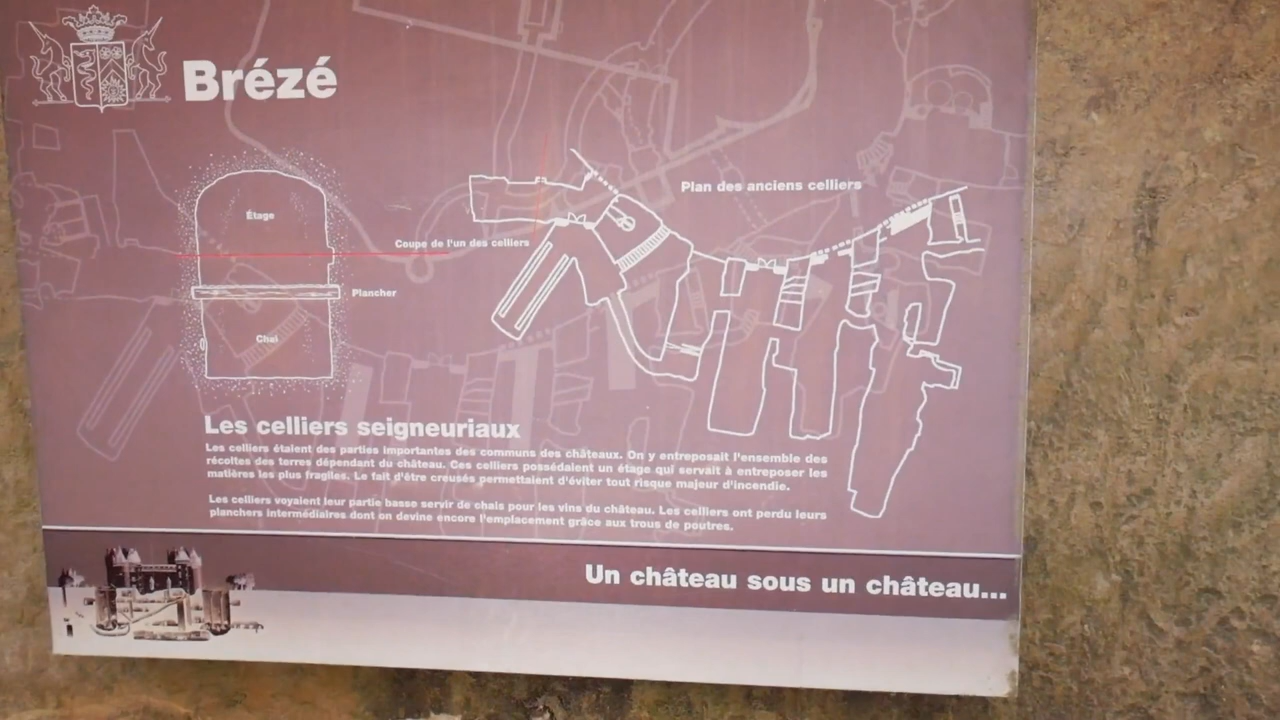 Brézé
Étage
Plan des anciens celliers
Coupe de l'un des celliers
Plancher
Chai
Les celliers seigneuriaux
Les celliers étaient des parties importantes des communs des châteaux. On y entreposait l'ensemble des
récoltes des terres dépendant du château. Ces celliers possédaient un étage qui servait à entreposer les
matières les plus fragiles. Le fait d'être creusés permettaient d'éviter tout risque majeur d'incendie.
Les celliers voyaient leur partie basse servir de chais pour les vins du château. Les celliers ont perdu leurs
planchers intermédiaires dont on devine encore l'emplacement grâce aux trous de poutres.
Un château sous un château...